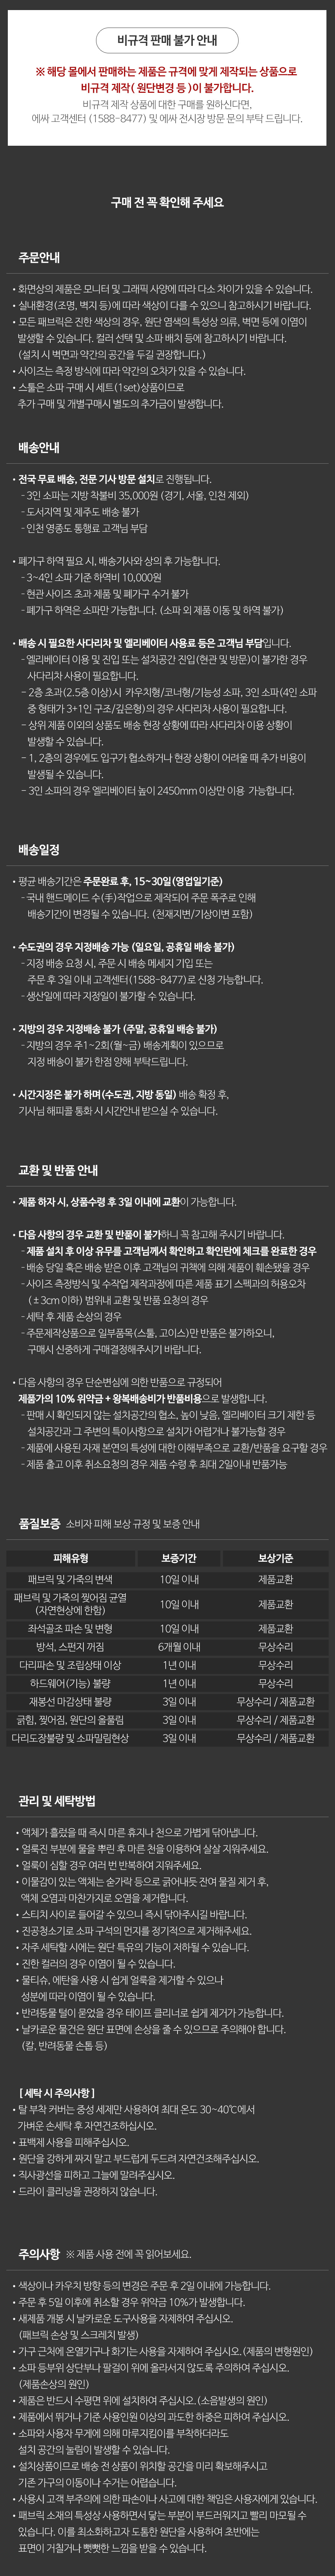 비규격 판매 불가 안내
※ 해당 몰에서 판매하는 제품은 규격에 맞게 제작되는 상품으로
비규격 제작( 원단변경 등 )이 불가합니다.
비규격 제작 상품에 대한 구매를 원하신다면,
에싸 고객센터 (1588-8477) 및 에싸 전시장 방문 문의 부탁 드립니다.
구매 전 꼭 확인해 주세요
주문안내
• 화면상의 제품은 모니터 및 그래픽 사양에 따라 다소 차이가 있을 수 있습니다.
• 실내환경(조명, 벽지 등)에 따라 색상이 다를 수 있으니 참고하시기 바랍니다.
• 모든 패브릭은 진한 색상의 경우, 원단 염색의 특성상 의류, 벽면 등에 이염이
발생할 수 있습니다. 컬러 선택 및 소파 배치 등에 참고하시기 바랍니다.
(설치 시 벽면과 약간의 공간을 두길 권장합니다.)
• 사이즈는 측정 방식에 따라 약간의 오차가 있을 수 있습니다.
• 스툴은 소파 구매 시 세트(1set)상품이므로
추가 구매 및 개별구매시 별도의 추가금이 발생합니다.
배송안내
• 전국 무료 배송, 전문 기사 방문 설치로 진행됩니다.
- 3인 소파는 지방 착불비 35,000원 (경기, 서울, 인천 제외)
- 도서지역 및 제주도 배송 불가
- 인천 영종도 통행료 고객님 부담
• 폐가구 하역 필요 시, 배송기사와 상의 후 가능합니다.
- 3~4인 소파 기준 하역비 10,000원
- 현관 사이즈 초과 제품 및 폐가구 수거 불가
- 폐가구 하역은 소파만 가능합니다. (소파 외 제품 이동 및 하역 불가)
• 배송 시 필요한 사다리차 및 엘리베이터 사용료 등은 고객님 부담입니다.
- 엘리베이터 이용 및 진입 또는 설치공간 진입(현관 및 방문)이 불가한 경우
사다리차 사용이 필요합니다.
- 2층 초과(2.5층 이상)시 카우치형/코너형/기능성 소파, 3인 소파(4인 소파
중 형태가 3+1인 구조/깊은형)의 경우 사다리차 사용이 필요합니다.
- 상위 제품 이외의 상품도 배송 현장 상황에 따라 사다리차 이용 상황이
발생할 수 있습니다.
- 1, 2층의 경우에도 입구가 협소하거나 현장 상황이 어려울 때 추가 비용이
발생될 수 있습니다.
- 3인 소파의 경우 엘리베이터 높이 2450mm 이상만 이용 가능합니다.
배송일정
• 평균 배송기간은 주문완료 후, 15~30일(영업일기준)
- 국내 핸드메이드 수(手)작업으로 제작되어 주문 폭주로 인해
배송기간이 변경될 수 있습니다. (천재지변/기상이변 포함)
• 수도권의 경우 지정배송 가능 (일요일, 공휴일 배송 불가)
- 지정 배송 요청 시, 주문 시 배송 메세지 기입 또는
주문 후 3일 이내 고객센터(1588-8477)로 신청 가능합니다.
- 생산일에 따라 지정일이 불가할 수 있습니다.
• 지방의 경우 지정배송 불가 (주말, 공휴일 배송 불가)
- 지방의 경우 주1~2회(월~금) 배송계획이 있으므로
지정 배송이 불가 한점 양해 부탁드립니다.
• 시간지정은 불가 하며(수도권, 지방 동일) 배송 확정 후,
기사님 해피콜 통화 시 시간안내 받으실 수 있습니다.
교환 및 반품 안내
• 제품 하자 시, 상품수령 후 3일 이내에 교환이 가능합니다.
• 다음 사항의 경우 교환 및 반품이 불가하니 꼭 참고해 주시기 바랍니다.
- 제품 설치 후 이상 유무를 고객님께서 확인하고 확인란에 체크를 완료한 경우
- 배송 당일 혹은 배송 받은 이후 고객님의 귀책에 의해 제품이 훼손됐을 경우
- 사이즈 측정방식 및 수작업 제작과정에 따른 제품 표기 스펙과의 허용오차
(±3cm 이하) 범위내 교환 및 반품 요청의 경우
- 세탁 후 제품 손상의 경우
- 주문제작상품으로 일부품목(스툴, 고이스)만 반품은 불가하오니,
구매시 신중하게 구매결정해주시기 바랍니다.
• 다음 사항의 경우 단순변심에 의한 반품으로 규정되어
제품가의 10% 위약금 + 왕복배송비가 반품비용으로 발생합니다.
- 판매 시 확인되지 않는 설치공간의 협소, 높이 낮음, 엘리베이터 크기 제한 등
설치공간과 그 주변의 특이사항으로 설치가 어렵거나 불가능할 경우
- 제품에 사용된 자재 본연의 특성에 대한 이해부족으로 교환/반품을 요구할 경우
- 제품 출고 이후 취소요청의 경우 제품 수령 후 최대 2일이내 반품가능
품질보증 소비자 피해 보상 규정 및 보증 안내
피해유형 보증기간 보상기준
패브릭 및 가죽의 변색 10일 이내 제품교환
패브릭 및 가죽의 찢어짐 균열
(자연현상에 한함) 10일 이내 제품교환
좌석골조 파손 및 변형 10일 이내 제품교환
방석, 스펀지 꺼짐 6개월 이내 무상수리
다리파손 및 조립상태 이상 1년 이내 무상수리
하드웨어(기능) 불량 1년 이내 무상수리
재봉선 마감상태 불량 3일 이내 무상수리 / 제품교환
긁힘, 찢어짐, 원단의 올풀림 3일 이내 무상수리 / 제품교환
다리도장불량 및 소파밀림현상 3일 이내 무상수리 / 제품교환
관리 및 세탁방법
• 액체가 흘렀을 때 즉시 마른 휴지나 천으로 가볍게 닦아냅니다.
• 얼룩진 부분에 물을 뿌린 후 마른 천을 이용하여 살살 지워주세요.
• 얼룩이 심할 경우 여러 번 반복하여 지워주세요.
• 이물감이 있는 액체는 숟가락 등으로 긁어내듯 잔여 물질 제거 후,
액체 오염과 마찬가지로 오염을 제거합니다.
• 스티치 사이로 들어갈 수 있으니 즉시 닦아주시길 바랍니다.
• 진공청소기로 소파 구석의 먼지를 정기적으로 제거해주세요.
• 자주 세탁할 시에는 원단 특유의 기능이 저하될 수 있습니다.
• 진한 컬러의 경우 이염이 될 수 있습니다.
• 물티슈, 에탄올 사용 시 쉽게 얼룩을 제거할 수 있으나
성분에 따라 이염이 될 수 있습니다.
• 반려동물 털이 묻었을 경우 테이프 클리너로 쉽게 제거가 가능합니다.
• 날카로운 물건은 원단 표면에 손상을 줄 수 있으므로 주의해야 합니다.
(칼, 반려동물 손톱 등)
[ 세탁 시 주의사항 ]
• 탈 부착 커버는 중성 세제만 사용하여 최대 온도 30~40℃에서
가벼운 손세탁 후 자연건조하십시오.
• 표백제 사용을 피해주십시오.
• 원단을 강하게 짜지 말고 부드럽게 두드려 자연건조해주십시오.
• 직사광선을 피하고 그늘에 말려주십시오.
• 드라이 클리닝을 권장하지 않습니다.
주의사항 ※ 제품 사용 전에 꼭 읽어보세요.
• 색상이나 카우치 방향 등의 변경은 주문 후 2일 이내에 가능합니다.
• 주문 후 5일 이후에 취소할 경우 위약금 10%가 발생합니다.
• 새제품 개봉 시 날카로운 도구사용을 자제하여 주십시오.
(패브릭 손상 및 스크레치 발생)
• 가구 근처에 온열가구나 화기는 사용을 자제하여 주십시오. (제품의 변형원인)
• 소파 등부위 상단부나 팔걸이 위에 올라서지 않도록 주의하여 주십시오.
(제품손상의 원인)
• 제품은 반드시 수평면 위에 설치하여 주십시오. (소음발생의 원인)
• 제품에서 뛰거나 기준 사용인원 이상의 과도한 하중은 피하여 주십시오.
• 소파와 사용자 무게에 의해 마루지킴이를 부착하더라도
설치 공간의 눌림이 발생할 수 있습니다.
• 설치상품이므로 배송 전 상품이 위치할 공간을 미리 확보해주시고
기존 가구의 이동이나 수거는 어렵습니다.
• 사용시 고객 부주의에 의한 파손이나 사고에 대한 책임은 사용자에게 있습니다.
• 패브릭 소재의 특성상 사용하면서 닿는 부분이 부드러워지고 빨리 마모될 수
있습니다. 이를 최소화하고자 도톰한 원단을 사용하여 초반에는
표면이 거칠거나 뻣뻣한 느낌을 받을 수 있습니다.